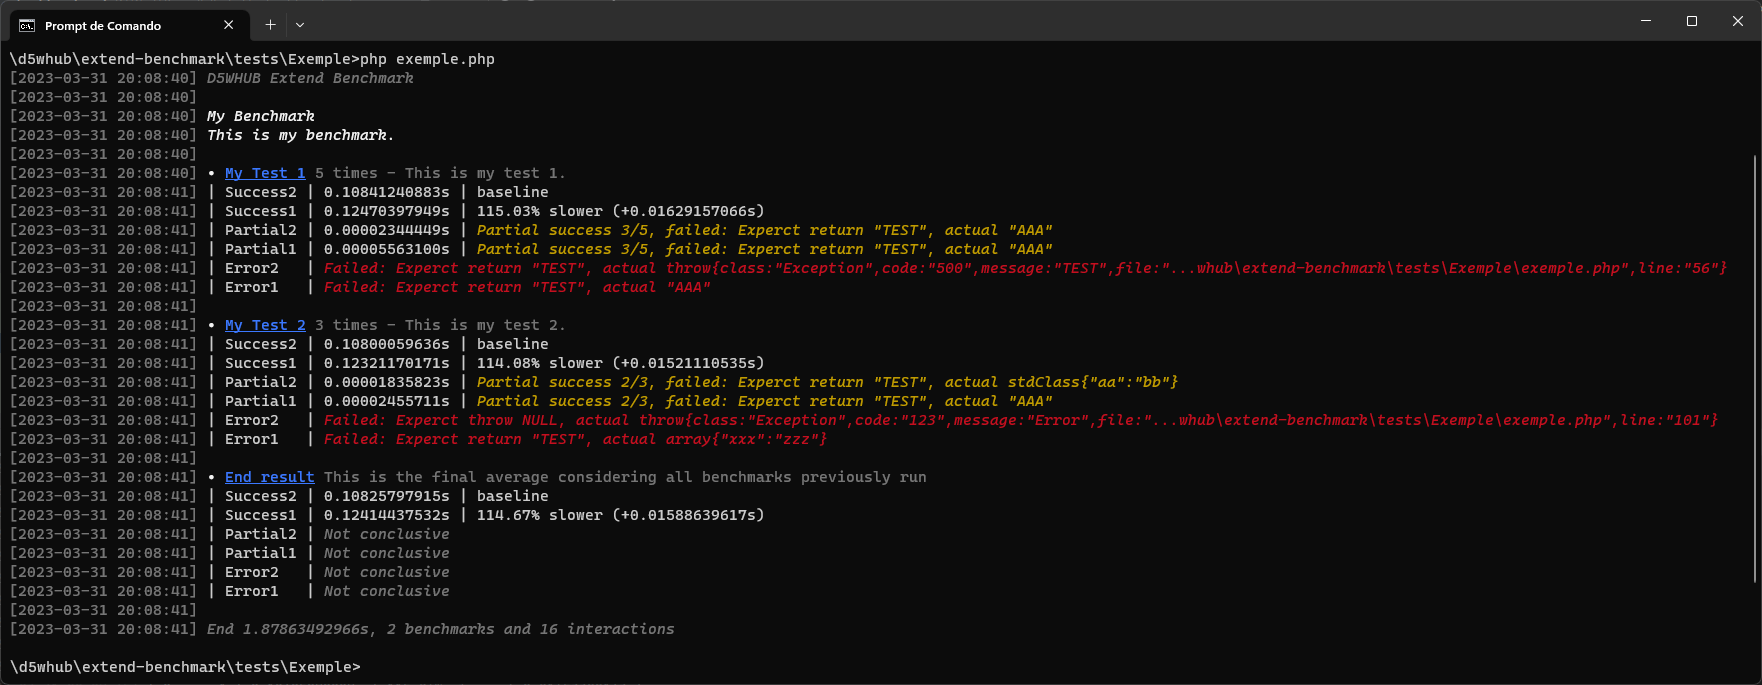 Prompt de Comando
\d5whub\extend-benchmark\tests\Exemple>php exemple.php
[2023-03-31 20:08:40] D5WHUB Extend Benchmark
[2023-03-31 20:08:40]
[2023-03-31 20:08:40] My Benchmark
[2023-03-31 20:08:40] This is my benchmark.
[2023-03-31 20:08:40]
[2023-03-31 20:08:40] • My Test 1 5 times - This is my test 1.
[2023-03-31 20:08:41] | Success2 | 0.10841240883s | baseline
[2023-03-31 20:08:41] | Success1 | 0.12470397949s | 115.03% slower (+0.01629157066s)
[2023-03-31 20:08:41] | Partial2 | 0.00002344449s | Partial success 3/5, failed: Experct return "TEST", actual "AAA"
[2023-03-31 20:08:41] | Partial1 | 0.00005563100s | Partial success 3/5, failed: Experct return "TEST", actual "AAA"
[2023-03-31 20:08:41] | Error2   | Failed: Experct return "TEST", actual throw{class:"Exception",code:"500",message:"TEST",file:"...whub\extend-benchmark\tests\Exemple\exemple.php",line:"56"}
[2023-03-31 20:08:41] | Error1   | Failed: Experct return "TEST", actual "AAA"
[2023-03-31 20:08:41]
[2023-03-31 20:08:41] • My Test 2 3 times - This is my test 2.
[2023-03-31 20:08:41] | Success2 | 0.10800059636s | baseline
[2023-03-31 20:08:41] | Success1 | 0.12321170171s | 114.08% slower (+0.01521110535s)
[2023-03-31 20:08:41] | Partial2 | 0.00001835823s | Partial success 2/3, failed: Experct return "TEST", actual stdClass{"aa":"bb"}
[2023-03-31 20:08:41] | Partial1 | 0.00002455711s | Partial success 2/3, failed: Experct return "TEST", actual "AAA"
[2023-03-31 20:08:41] | Error2   | Failed: Experct throw NULL, actual throw{class:"Exception",code:"123",message:"Error",file:"...whub\extend-benchmark\tests\Exemple\exemple.php",line:"101"}
[2023-03-31 20:08:41] | Error1   | Failed: Experct return "TEST", actual array{"xxx":"zzz"}
[2023-03-31 20:08:41]
[2023-03-31 20:08:41] • End result This is the final average considering all benchmarks previously run
[2023-03-31 20:08:41] | Success2 | 0.10825797915s | baseline
[2023-03-31 20:08:41] | Success1 | 0.12414437532s | 114.67% slower (+0.01588639617s)
[2023-03-31 20:08:41] | Partial2 | Not conclusive
[2023-03-31 20:08:41] | Partial1 | Not conclusive
[2023-03-31 20:08:41] | Error2   | Not conclusive
[2023-03-31 20:08:41] | Error1   | Not conclusive
[2023-03-31 20:08:41]
[2023-03-31 20:08:41] End 1.87863492966s, 2 benchmarks and 16 interactions
\d5whub\extend-benchmark\tests\Exemple>